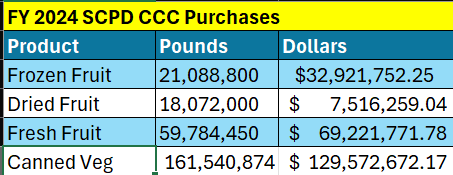 FY 2024 SCPD CCC Purchases
Product Pounds Dollars
Frozen Fruit 21,088,800 $32,921,752.25
Dried Fruit 18,072,000 $ 7,516,259.04
Fresh Fruit 59,784,450 $ 69,221,771.78
Canned Veg 161,540,874 $ 129,572,672.17